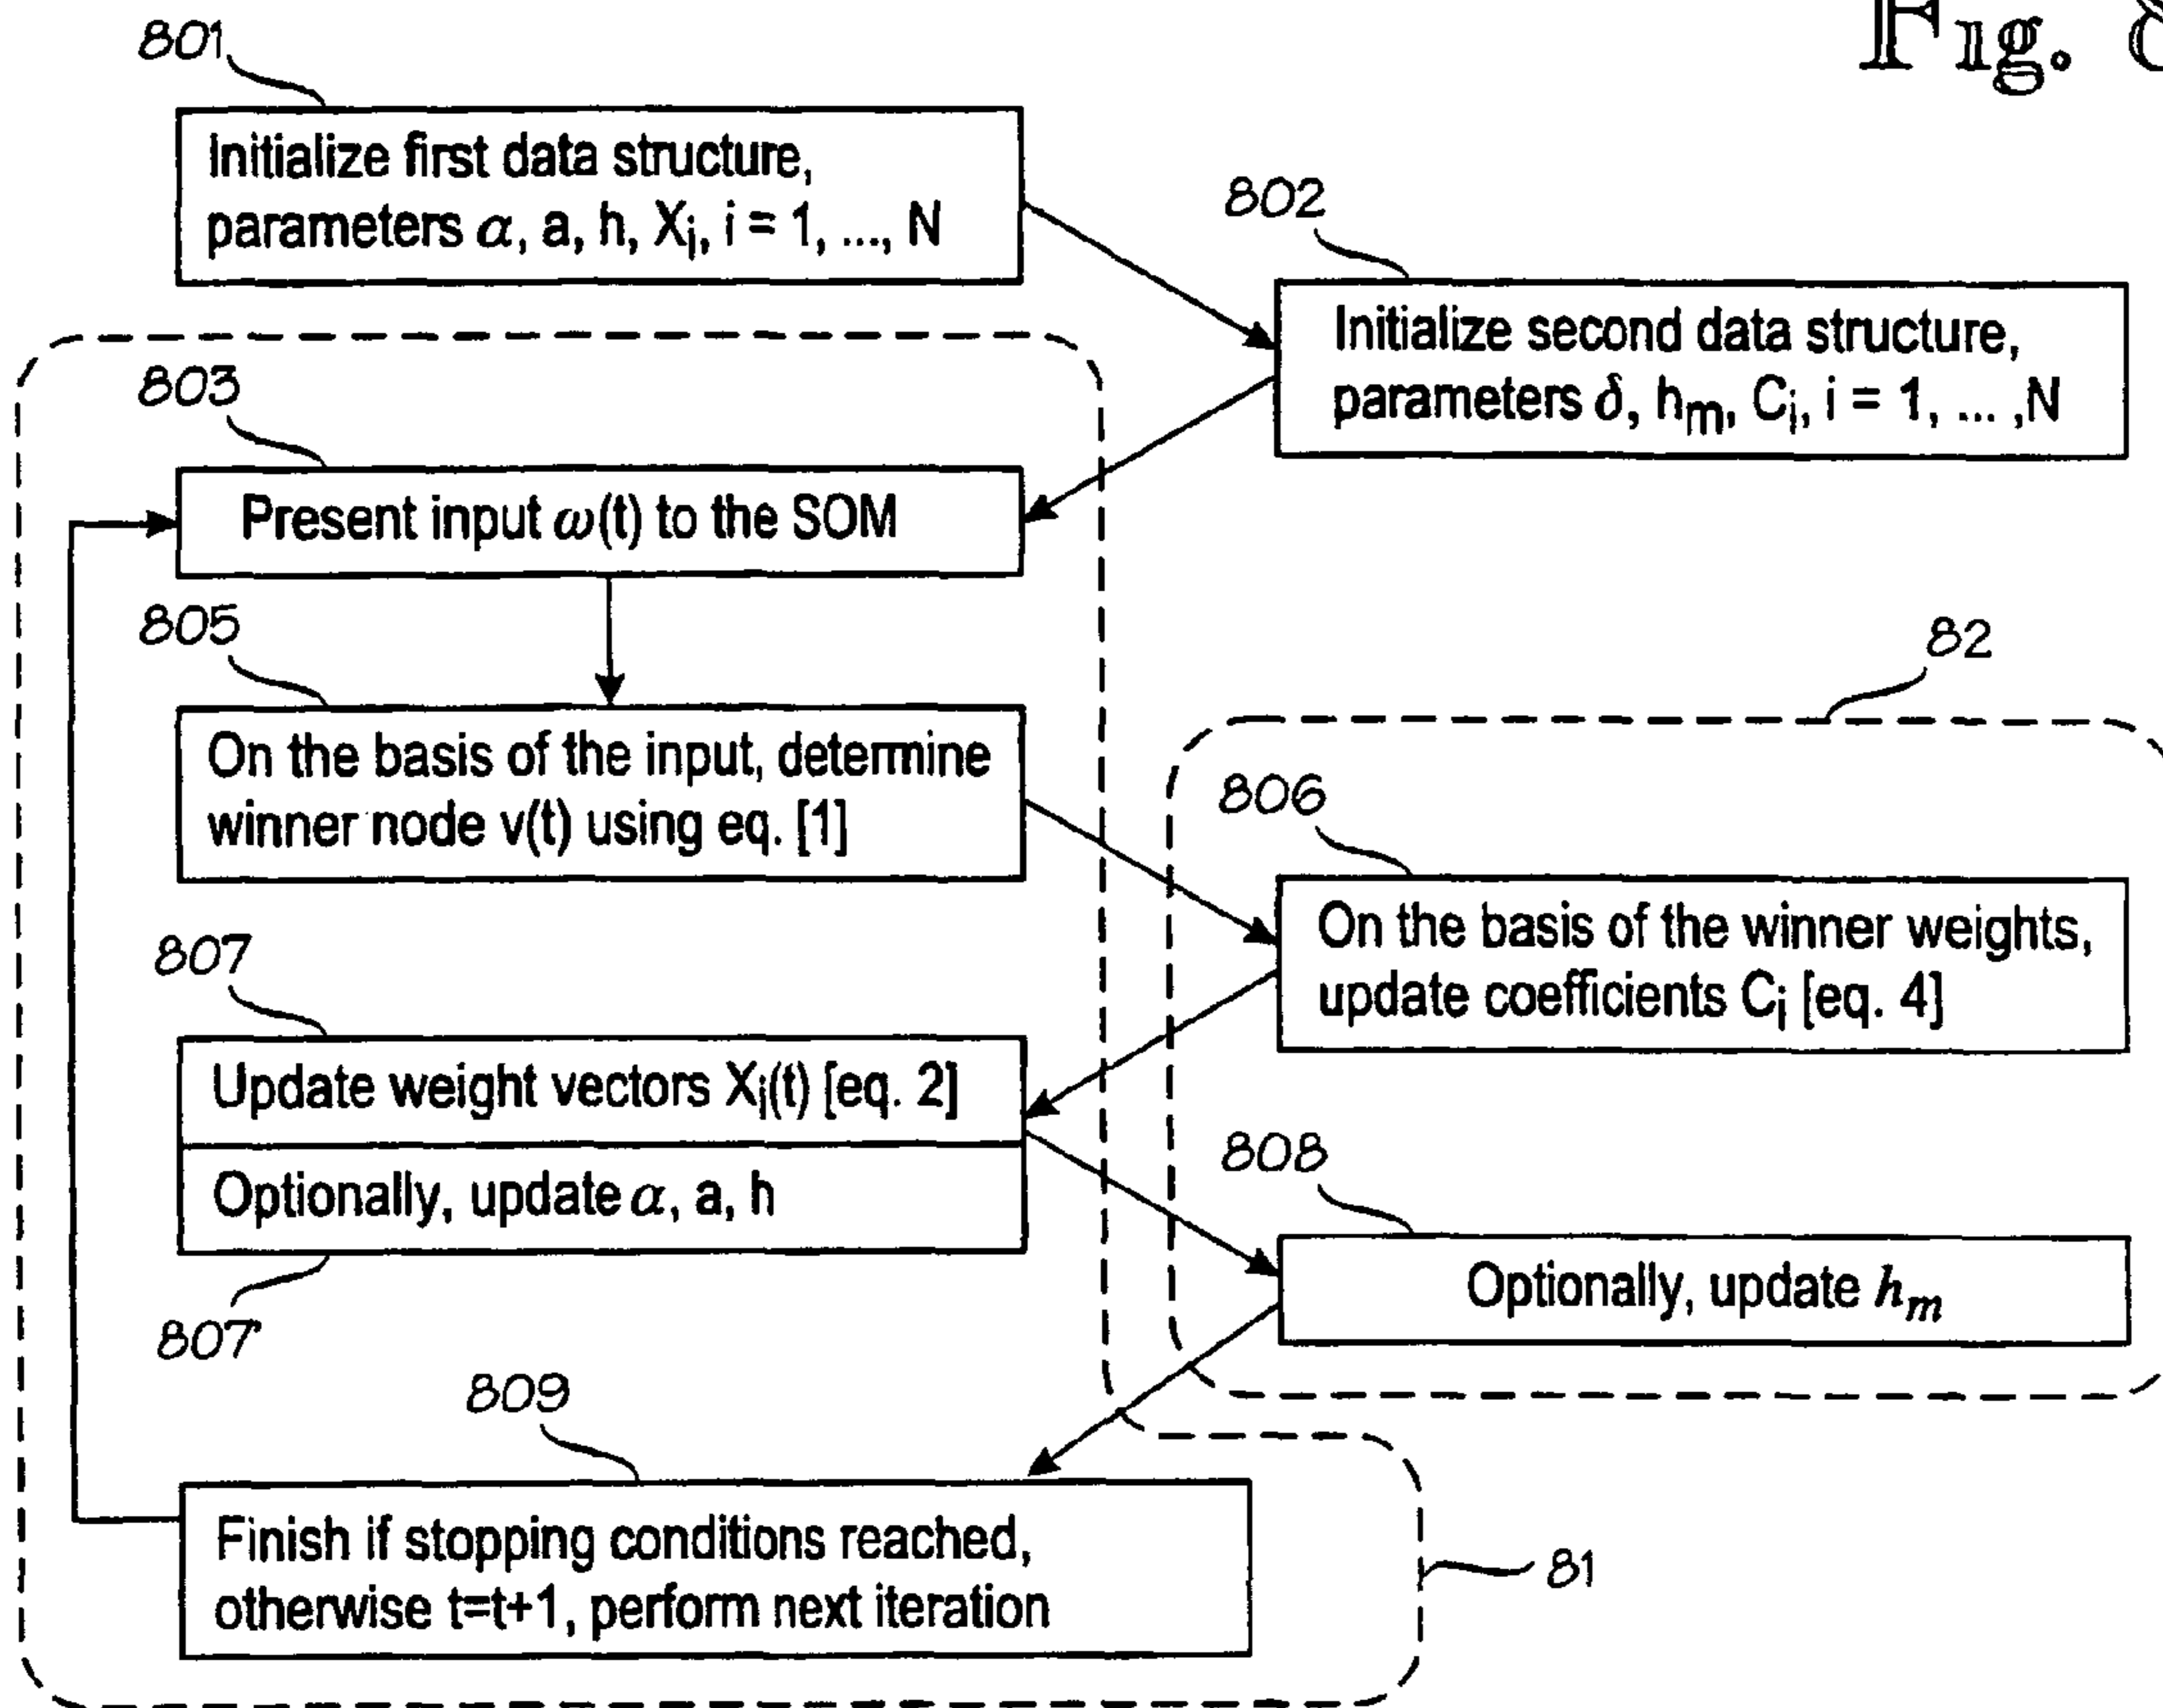 Fig. 8
801
Initialize first data structure,
parameters α, a, h, Xi, i = 1, ..., N
802
Initialize second data structure,
parameters δ, hm, Ci, i = 1, ... ,N
803
Present input ω(t) to the SOM
805
On the basis of the input, determine
winner node v(t) using eq. [1]
82
806
On the basis of the winner weights,
update coefficients Ci [eq. 4]
807
Update weight vectors Xi(t) [eq. 2]
Optionally, update α, a, h
807'
808
Optionally, update hm
809
Finish if stopping conditions reached,
otherwise t=t+1, perform next iteration
81